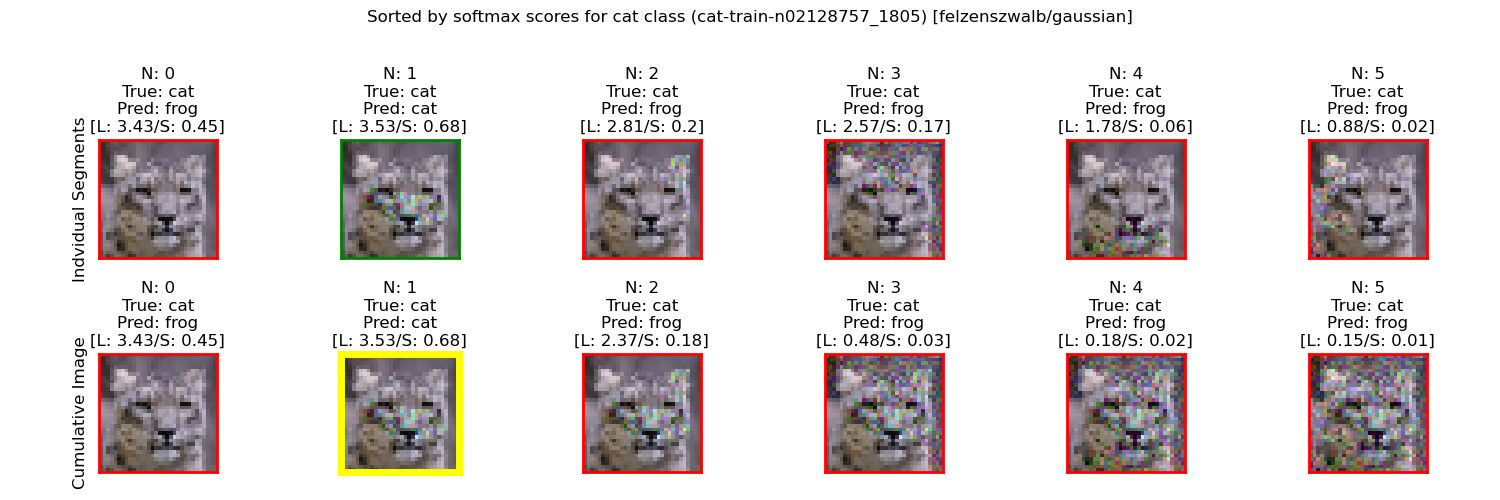 Sorted by softmax scores for cat class (cat-train-n02128757_1805) [felzenszwalb/gaussian]
Indvidual Segments
N: 0
True: cat
Pred: frog
[L: 3.43/S: 0.45]
N: 1
True: cat
Pred: cat
[L: 3.53/S: 0.68]
N: 2
True: cat
Pred: frog
[L: 2.81/S: 0.2]
N: 3
True: cat
Pred: frog
[L: 2.57/S: 0.17]
N: 4
True: cat
Pred: frog
[L: 1.78/S: 0.06]
N: 5
True: cat
Pred: frog
[L: 0.88/S: 0.02]
Cumulative Image
N: 0
True: cat
Pred: frog
[L: 3.43/S: 0.45]
N: 1
True: cat
Pred: cat
[L: 3.53/S: 0.68]
N: 2
True: cat
Pred: frog
[L: 2.37/S: 0.18]
N: 3
True: cat
Pred: frog
[L: 0.48/S: 0.03]
N: 4
True: cat
Pred: frog
[L: 0.18/S: 0.02]
N: 5
True: cat
Pred: frog
[L: 0.15/S: 0.01]